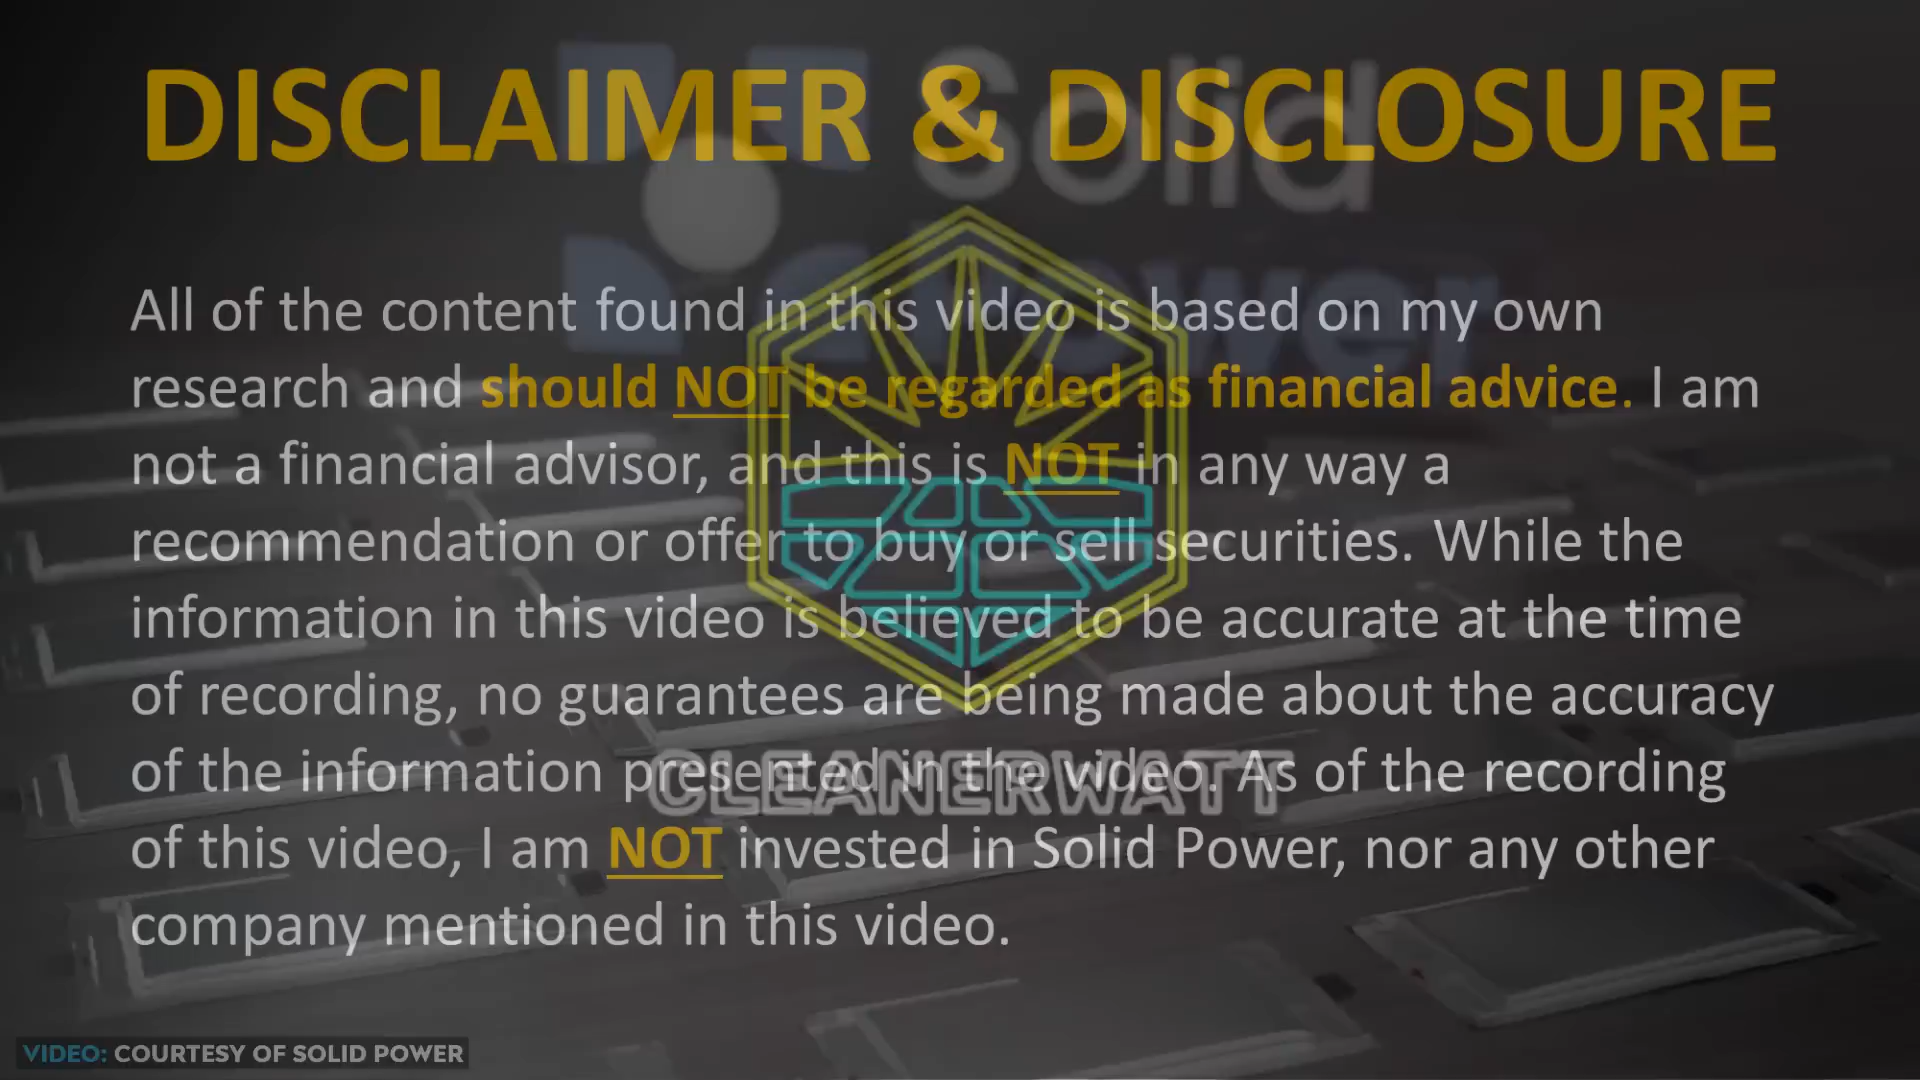 DISCLAIMER & DISCLOSURE
Solid
Power
All of the content found in this video is based on my own
research and should NOT be regarded as financial advice. I am
not a financial advisor, and this is NOT in any way a
recommendation or offer to buy or sell securities. While the
information in this video is believed to be accurate at the time
of recording, no guarantees are being made about the accuracy
of the information presented in the video. As of the recording
of this video, I am NOT invested in Solid Power, nor any other
company mentioned in this video.
CLEANERWATT
VIDEO: COURTESY OF SOLID POWER